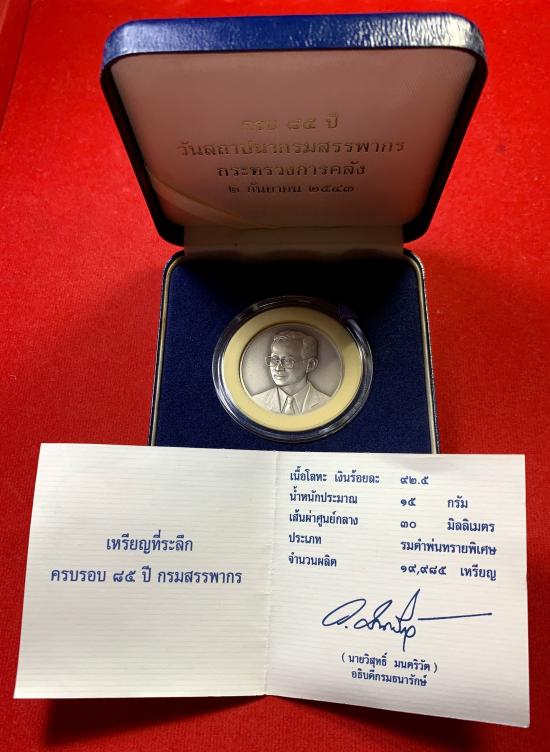 ครบ ๘๕ ปี
วันสถาปนากรมสรรพากร
กระทรวงการคลัง
๒ กันยายน ๒๕๔๓
เหรียญที่ระลึก
ครบรอบ ๘๕ ปี กรมสรรพากร
เนื้อโลหะ เงินร้อยละ ๙๒.๕
น้ำหนักประมาณ ๑๕ กรัม
เส้นผ่าศูนย์กลาง ๓๐ มิลลิเมตร
ประเภท รมดำพ่นทรายพิเศษ
จำนวนผลิต ๑๙,๙๘๕ เหรียญ
(นายวิสุทธิ์ มนตริวัต)
อธิบดีกรมธนารักษ์